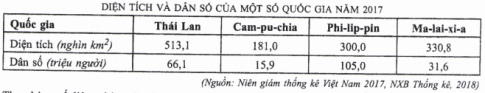 DIỆN TÍCH VÀ DÂN SỐ CỦA MỘT SỐ QUỐC GIA NĂM 2017
Quốc gia Thái Lan Cam-pu-chia Phi-lip-pin Ma-lai-xi-a
Diện tích (nghìn km²) 513,1 181,0 300,0 330,8
Dân số (triệu người) 66,1 15,9 105,0 31,6
(Nguồn: Niên giám thống kê Việt Nam 2017, NXB Thống kê, 2018)